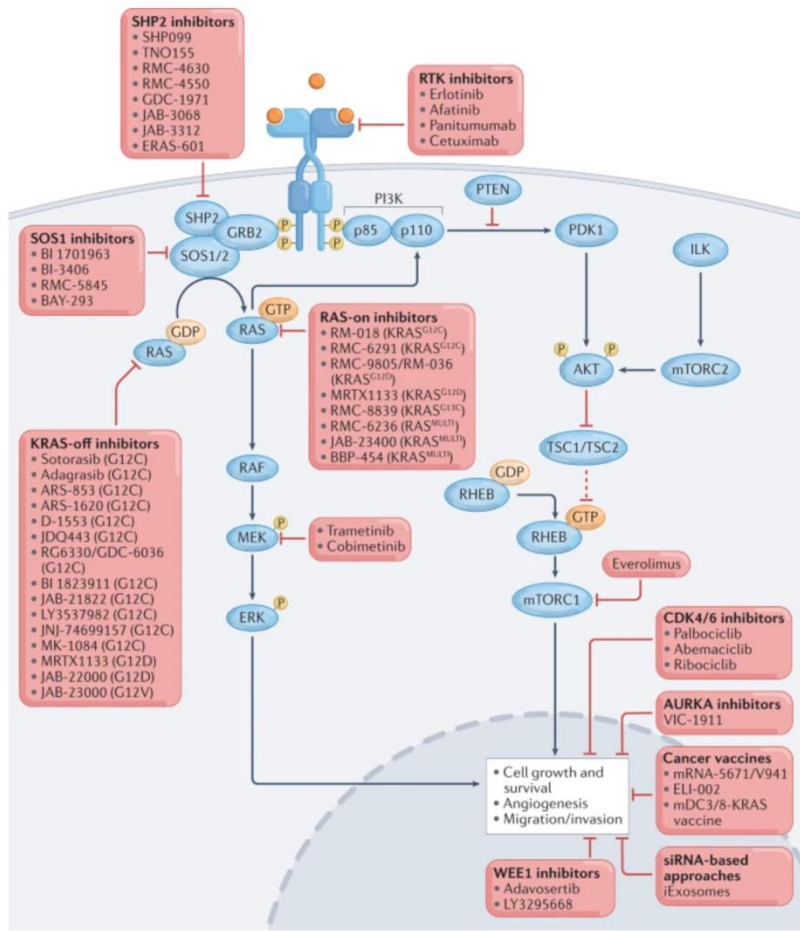 SHP2 inhibitors
• SHP099
• TNO155
• RMC-4630
• RMC-4550
• GDC-1971
• JAB-3068
• JAB-3312
• ERAS-601
RTK inhibitors
• Erlotinib
• Afatinib
• Panitumumab
• Cetuximab
SHP2
GRB2
SOS1/2
P
P
P
P
PI3K
p85
p110
PTEN
PDK1
ILK
SOS1 inhibitors
• BI 1701963
• BI-3406
• RMC-5845
• BAY-293
GDP
RAS
GTP
RAS
RAS-on inhibitors
• RM-018 (KRASG12C)
• RMC-6291 (KRASG12C)
• RMC-9805/RM-036
(KRASG12D)
• MRTX1133 (KRASG12D)
• RMC-8839 (KRASG13C)
• RMC-6236 (RASMULTI)
• JAB-23400 (KRASMULTI)
• BBP-454 (KRASMULTI)
P
P
AKT
mTORC2
TSC1/TSC2
GDP
RHEB
GTP
RHEB
mTORC1
Everolimus
KRAS-off inhibitors
• Sotorasib (G12C)
• Adagrasib (G12C)
• ARS-853 (G12C)
• ARS-1620 (G12C)
• D-1553 (G12C)
• JDQ443 (G12C)
• RG6330/GDC-6036
(G12C)
• BI 1823911 (G12C)
• JAB-21822 (G12C)
• LY3537982 (G12C)
• JNJ-74699157 (G12C)
• MK-1084 (G12C)
• MRTX1133 (G12D)
• JAB-22000 (G12D)
• JAB-23000 (G12V)
RAF
MEK
P
• Trametinib
• Cobimetinib
ERK
P
CDK4/6 inhibitors
• Palbociclib
• Abemaciclib
• Ribociclib
AURKA inhibitors
VIC-1911
Cancer vaccines
• mRNA-5671/V941
• ELI-002
• mDC3/8-KRAS
vaccine
siRNA-based
approaches
iExosomes
• Cell growth and
survival
• Angiogenesis
• Migration/invasion
WEE1 inhibitors
• Adavosertib
• LY3295668